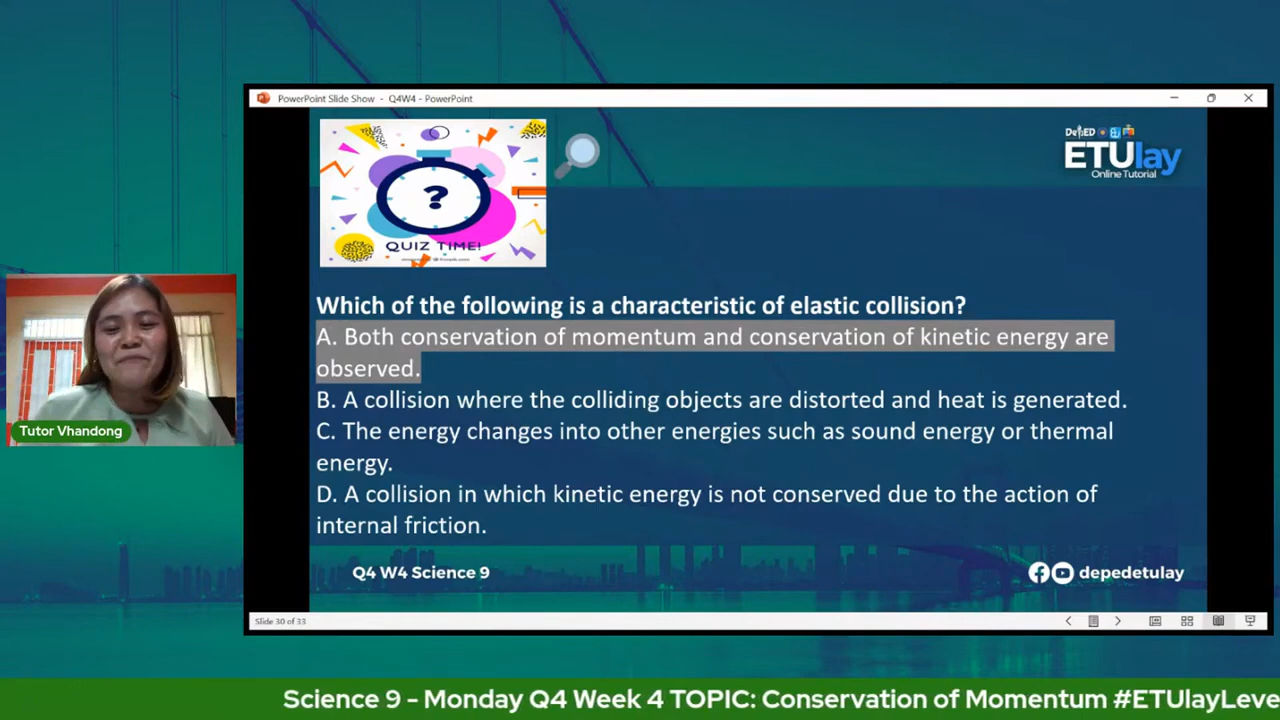 PowerPoint Slide Show - Q4W4 - PowerPoint
DepED
ETUlay
Online Tutorial
?
QUIZ TIME!
Which of the following is a characteristic of elastic collision?
A. Both conservation of momentum and conservation of kinetic energy are
observed.
B. A collision where the colliding objects are distorted and heat is generated.
C. The energy changes into other energies such as sound energy or thermal
energy.
D. A collision in which kinetic energy is not conserved due to the action of
internal friction.
Tutor Vhandong
Q4 W4 Science 9
depedetulay
Slide 30 of 33
Science 9 - Monday Q4 Week 4 TOPIC: Conservation of Momentum #ETUlayLeve